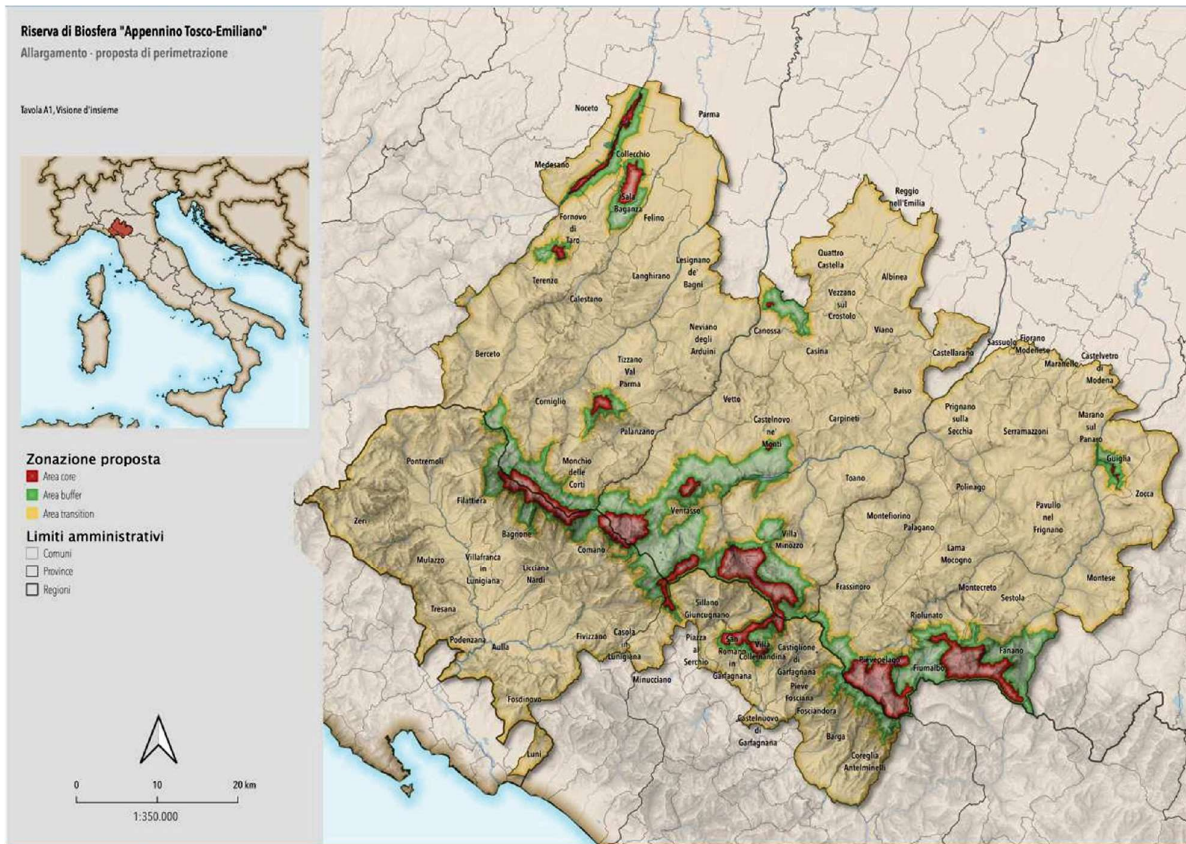 Riserva di Biosfera "Appennino Tosco-Emiliano"
Allargamento - proposta di perimetrazione
Tavola A1, Visione d'insieme
Zonazione proposta
Area core
Area buffer
Area transition
Limiti amministrativi
Comuni
Province
Regioni
0
10
20 km
1:350.000
Noceto
Parma
Medesano
Collecchio
Sala
Baganza
Felino
Fornovo
di
Taro
Terenzo
Calestano
Langhirano
Lesignano
de'
Bagni
Reggio
nell'Emilia
Quattro
Castella
Albinea
Vezzano
sul
Crostolo
Canossa
Viano
Casina
Neviano
degli
Arduini
Castellarano
Sassuolo
Fiorano
Modenese
Maranello
Castelvetro
di
Modena
Berceto
Tizzano
Val
Parma
Corniglio
Palanzano
Vetto
Baiso
Carpineti
Castelnovo
ne'
Monti
Prignano
sulla
Secchia
Serramazzoni
Marano
sul
Panaro
Guiglia
Zocca
Pontremoli
Monchio
delle
Corti
Toano
Polinago
Filattiera
Ventasso
Montefiorino
Palagano
Pavullo
nel
Frignano
Zeri
Bagnone
Comano
Villa
Minozzo
Lama
Mocogno
Mulazzo
Villafranca
in
Lunigiana
Licciana
Nardi
Frassinoro
Montecreto
Sestola
Montese
Tresana
Sillano
Giuncugnano
Riolunato
Podenzana
Aulla
Fivizzano
Casola
in
Lunigiana
Piazza
al
Serchio
San
Romano
in
Garfagnana
Villa
Collemandina
Castiglione
di
Garfagnana
Pievepelago
Fiumalbo
Fanano
Minucciano
Pieve
Fosciana
Fosciandora
Fosdinovo
Castelnuovo
di
Garfagnana
Barga
Coreglia
Antelminelli
Luni